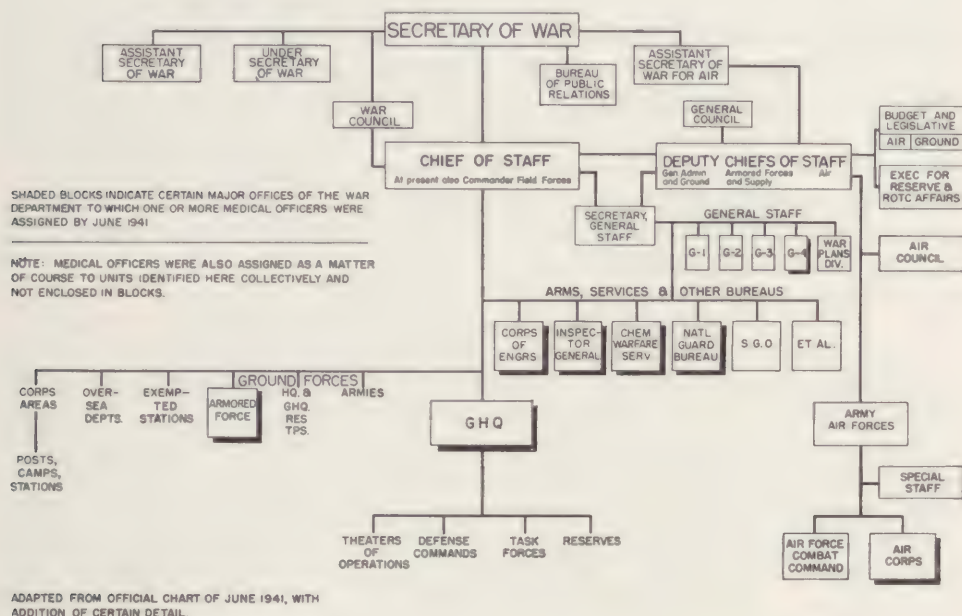 SECRETARY OF WAR
ASSISTANT
SECRETARY
OF WAR
UNDER
SECRETARY
OF WAR
BUREAU
OF PUBLIC
RELATIONS
ASSISTANT
SECRETARY OF
WAR FOR AIR
WAR
COUNCIL
GENERAL
COUNCIL
BUDGET AND
LEGISLATIVE
AIR GROUND
CHIEF OF STAFF
At present also Commander Field Forces
DEPUTY CHIEFS OF STAFF
Gen Admin Armored Forces Air
and Ground and Supply
EXEC FOR
RESERVE &
ROTC AFFAIRS
SHADED BLOCKS INDICATE CERTAIN MAJOR OFFICES OF THE WAR
DEPARTMENT TO WHICH ONE OR MORE MEDICAL OFFICERS WERE
ASSIGNED BY JUNE 1941
SECRETARY,
GENERAL
STAFF
GENERAL STAFF
G-1 G-2 G-3 G-4
WAR
PLANS
DIV.
AIR
COUNCIL
NOTE: MEDICAL OFFICERS WERE ALSO ASSIGNED AS A MATTER
OF COURSE TO UNITS IDENTIFIED HERE COLLECTIVELY AND
NOT ENCLOSED IN BLOCKS.
ARMS, SERVICES & OTHER BUREAUS
CORPS
OF
ENGRS
INSPEC-
TOR
GENERAL
CHEM
WARFARE
SERV
NATL
GUARD
BUREAU
S.G.O
ET AL.
GROUND FORCES
CORPS
AREAS
OVER-
SEA
DEPTS.
EXEMP-
TED
STATIONS
ARMORED
FORCE
HQ. &
GHQ.
RES
TPS.
ARMIES
GHQ
ARMY
AIR FORCES
POSTS,
CAMPS,
STATIONS
SPECIAL
STAFF
THEATERS
OF
OPERATIONS
DEFENSE
COMMANDS
TASK
FORCES
RESERVES
AIR FORCE
COMBAT
COMMAND
AIR
CORPS
ADAPTED FROM OFFICIAL CHART OF JUNE 1941, WITH
ADDITION OF CERTAIN DETAIL.